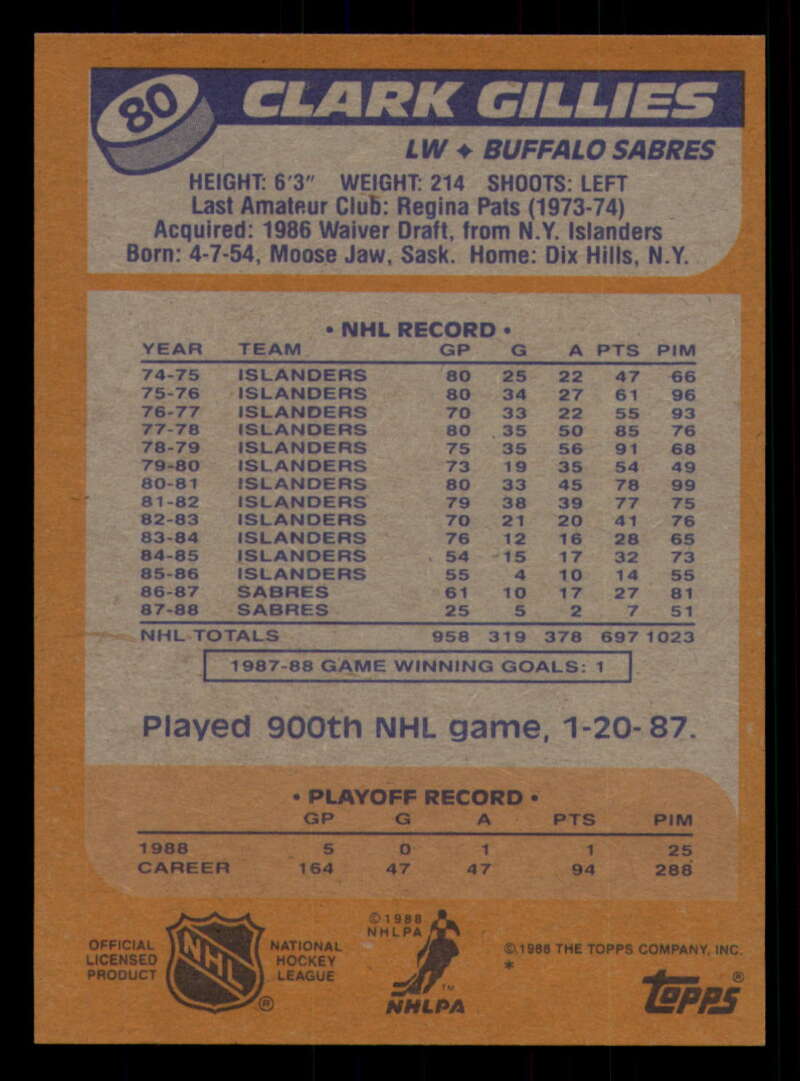 80
CLARK GILLIES
LW ✦ BUFFALO SABRES
HEIGHT: 6'3" WEIGHT: 214 SHOOTS: LEFT
Last Amateur Club: Regina Pats (1973-74)
Acquired: 1986 Waiver Draft, from N.Y. Islanders
Born: 4-7-54, Moose Jaw, Sask. Home: Dix Hills, N.Y.
• NHL RECORD •
YEAR TEAM GP G A PTS PIM
74-75 ISLANDERS 80 25 22 47 66
75-76 ISLANDERS 80 34 27 61 96
76-77 ISLANDERS 70 33 22 55 93
77-78 ISLANDERS 80 35 50 85 76
78-79 ISLANDERS 75 35 56 91 68
79-80 ISLANDERS 73 19 35 54 49
80-81 ISLANDERS 80 33 45 78 99
81-82 ISLANDERS 79 38 39 77 75
82-83 ISLANDERS 70 21 20 41 76
83-84 ISLANDERS 76 12 16 28 65
84-85 ISLANDERS 54 15 17 32 73
85-86 ISLANDERS 55 4 10 14 55
86-87 SABRES 61 10 17 27 81
87-88 SABRES 25 5 2 7 51
NHL TOTALS 958 319 378 697 1023
1987-88 GAME WINNING GOALS: 1
Played 900th NHL game, 1-20-87.
• PLAYOFF RECORD •
GP G A PTS PIM
1988 5 0 1 1 25
CAREER 164 47 47 94 288
OFFICIAL LICENSED PRODUCT
NHL ®
NATIONAL HOCKEY LEAGUE
© 1988 NHLPA
TM
NHLPA
© 1988 THE TOPPS COMPANY, INC.
*
TOPPS ®